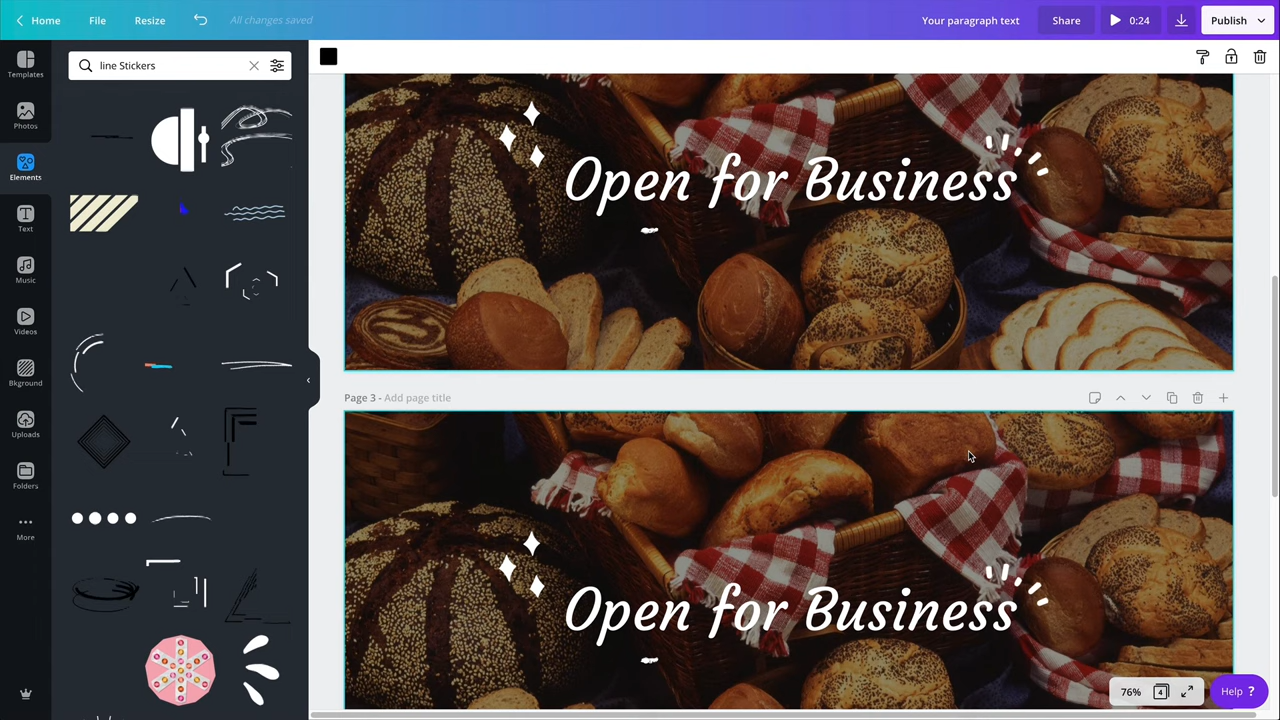 Home
File
Resize
All changes saved
Your paragraph text
Share
0:24
Publish
Templates
Photos
Elements
Text
Music
Videos
Bkground
Uploads
Folders
More
line Stickers
Open for Business
Page 3 - Add page title
Open for Business
76%
4
Help ?